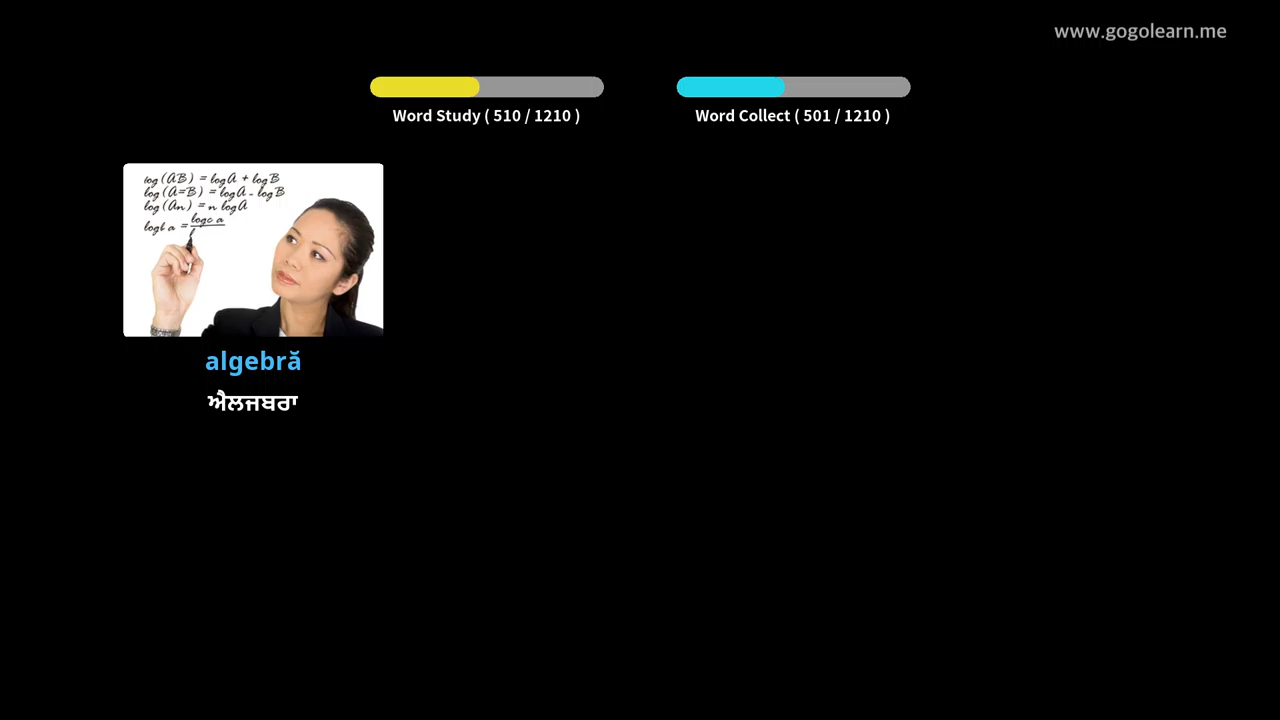 www.gogolearn.me
Word Study ( 510 / 1210 )
Word Collect ( 501 / 1210 )
log (AB) = logA + logB
log (A=B) = logA - logB
log (An) = n logA
logb a = logc a
algebră
ਐਲਜਬਰਾ